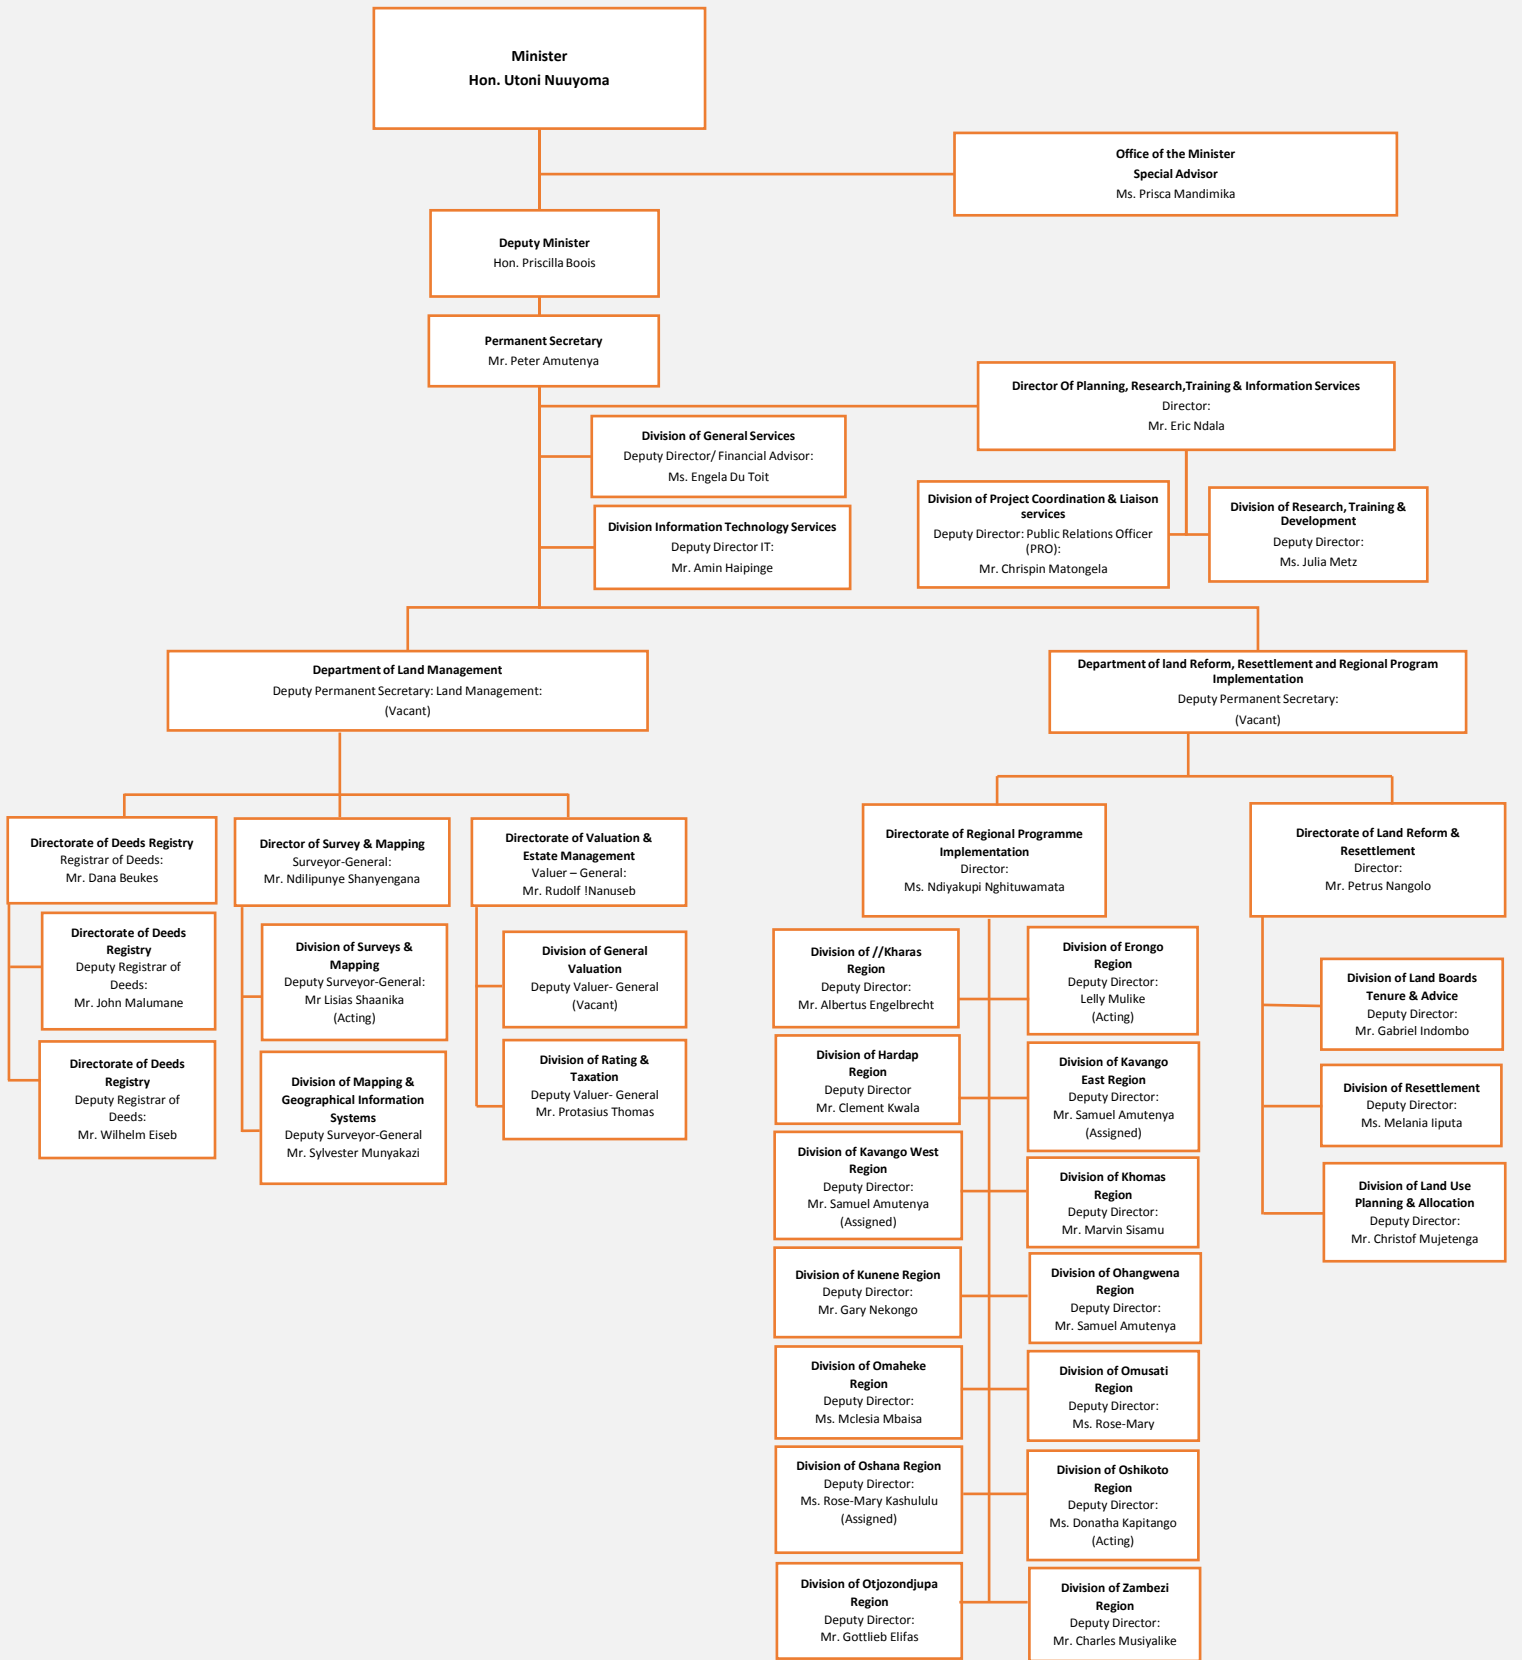 Minister
Hon. Utoni Nuuyoma
Office of the Minister
Special Advisor
Ms. Prisca Mandimika
Deputy Minister
Hon. Priscilla Boois
Permanent Secretary
Mr. Peter Amutenya
Director Of Planning, Research,Training & Information Services
Director:
Mr. Eric Ndala
Division of General Services
Deputy Director/ Financial Advisor:
Ms. Engela Du Toit
Division Information Technology Services
Deputy Director IT:
Mr. Amin Haipinge
Division of Project Coordination & Liaison
services
Deputy Director: Public Relations Officer
(PRO):
Mr. Chrispin Matongela
Division of Research, Training &
Development
Deputy Director:
Ms. Julia Metz
Department of Land Management
Deputy Permanent Secretary: Land Management:
(Vacant)
Department of land Reform, Resettlement and Regional Program
Implementation
Deputy Permanent Secretary:
(Vacant)
Directorate of Deeds Registry
Registrar of Deeds:
Mr. Dana Beukes
Directorate of Deeds
Registry
Deputy Registrar of
Deeds:
Mr. John Malumane
Directorate of Deeds
Registry
Deputy Registrar of
Deeds:
Mr. Wilhelm Eiseb
Director of Survey & Mapping
Surveyor-General:
Mr. Ndilipunye Shanyengana
Division of Surveys &
Mapping
Deputy Surveyor-General:
Mr Lisias Shaanika
(Acting)
Division of Mapping &
Geographical Information
Systems
Deputy Surveyor-General
Mr. Sylvester Munyakazi
Directorate of Valuation &
Estate Management
Valuer – General:
Mr. Rudolf !Nanuseb
Division of General
Valuation
Deputy Valuer- General
(Vacant)
Division of Rating &
Taxation
Deputy Valuer- General
Mr. Protasius Thomas
Directorate of Regional Programme
Implementation
Director:
Ms. Ndiyakupi Nghituwamata
Division of //Kharas
Region
Deputy Director:
Mr. Albertus Engelbrecht
Division of Erongo
Region
Deputy Director:
Lelly Mulike
(Acting)
Division of Hardap
Region
Deputy Director
Mr. Clement Kwala
Division of Kavango
East Region
Deputy Director:
Mr. Samuel Amutenya
(Assigned)
Division of Kavango West
Region
Deputy Director:
Mr. Samuel Amutenya
(Assigned)
Division of Khomas
Region
Deputy Director:
Mr. Marvin Sisamu
Division of Kunene Region
Deputy Director:
Mr. Gary Nekongo
Division of Ohangwena
Region
Deputy Director:
Mr. Samuel Amutenya
Division of Omaheke
Region
Deputy Director:
Ms. Mclesia Mbaisa
Division of Omusati
Region
Deputy Director:
Ms. Rose-Mary
Division of Oshana Region
Deputy Director:
Ms. Rose-Mary Kashululu
(Assigned)
Division of Oshikoto
Region
Deputy Director:
Ms. Donatha Kapitango
(Acting)
Division of Otjozondjupa
Region
Deputy Director:
Mr. Gottlieb Elifas
Division of Zambezi
Region
Deputy Director:
Mr. Charles Musiyalike
Directorate of Land Reform &
Resettlement
Director:
Mr. Petrus Nangolo
Division of Land Boards
Tenure & Advice
Deputy Director:
Mr. Gabriel Indombo
Division of Resettlement
Deputy Director:
Ms. Melania Iiputa
Division of Land Use
Planning & Allocation
Deputy Director:
Mr. Christof Mujetenga